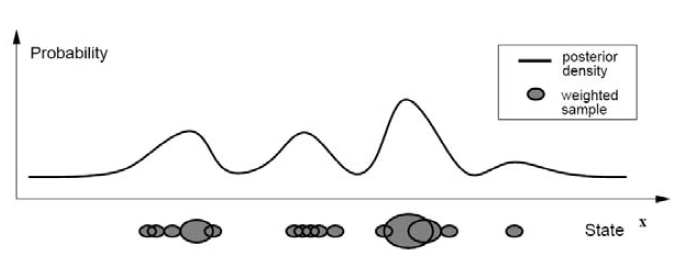 Probability
posterior
density
weighted
sample
State x